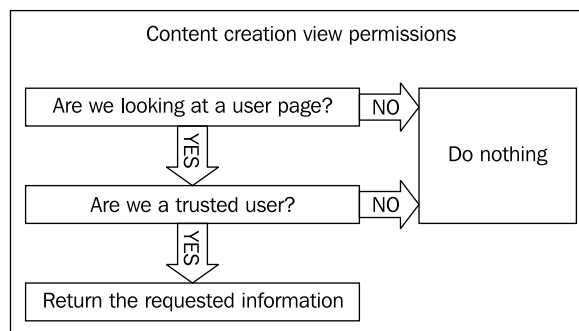 Content creation view permissions
Are we looking at a user page?
NO
Do nothing
YES
Are we a trusted user?
NO
YES
Return the requested information